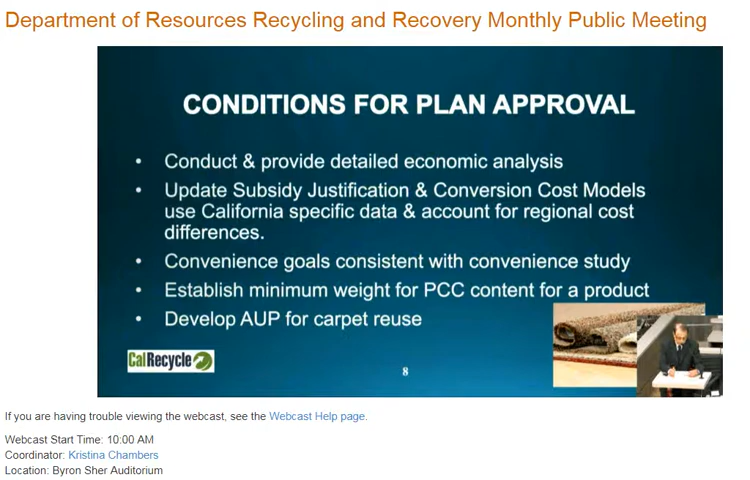 Department of Resources Recycling and Recovery Monthly Public Meeting
CONDITIONS FOR PLAN APPROVAL
• Conduct & provide detailed economic analysis
• Update Subsidy Justification & Conversion Cost Models
use California specific data & account for regional cost
differences.
• Convenience goals consistent with convenience study
• Establish minimum weight for PCC content for a product
• Develop AUP for carpet reuse
CalRecycle
8
If you are having trouble viewing the webcast, see the Webcast Help page.
Webcast Start Time: 10:00 AM
Coordinator: Kristina Chambers
Location: Byron Sher Auditorium